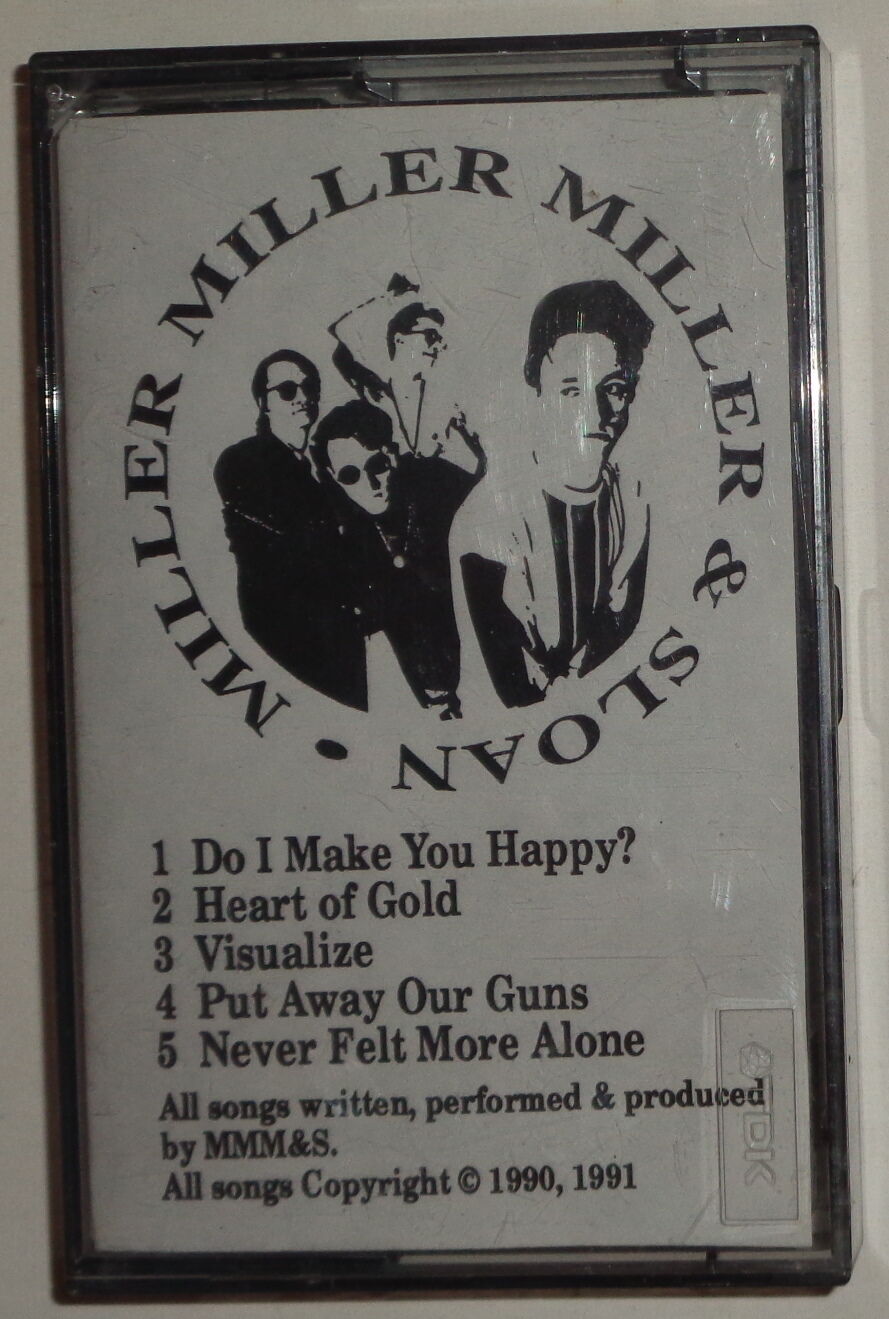 MILLER MILLER MILLER & SLOAN •
1 Do I Make You Happy?
2 Heart of Gold
3 Visualize
4 Put Away Our Guns
5 Never Felt More Alone
All songs written, performed & produced
by MMM&S.
All songs Copyright © 1990, 1991
TDK